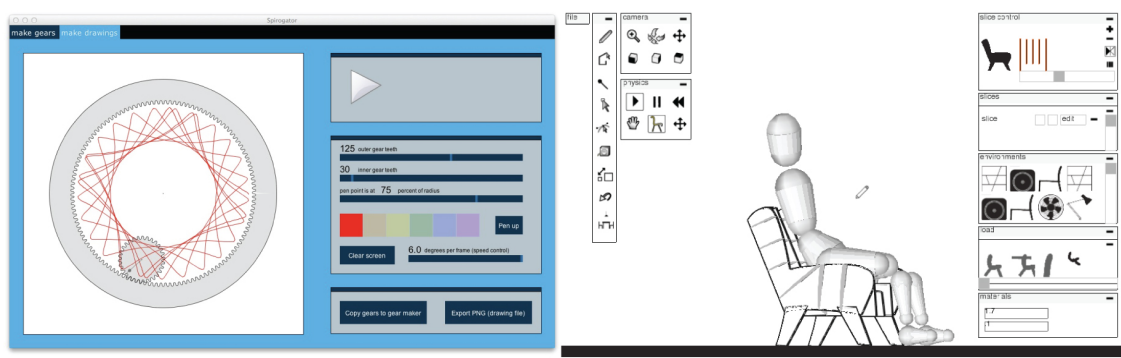 Spirogator
make gears make drawings
125 outer gear teeth
30 inner gear teeth
pen point is at 75 percent of radius
Pen up
Clear screen
6.0 degrees per frame (speed control)
Copy gears to gear maker
Export PNG (drawing file)
file
camera
physics
slice control
slices
slice
edit
environments
load
materials
1.7
.1